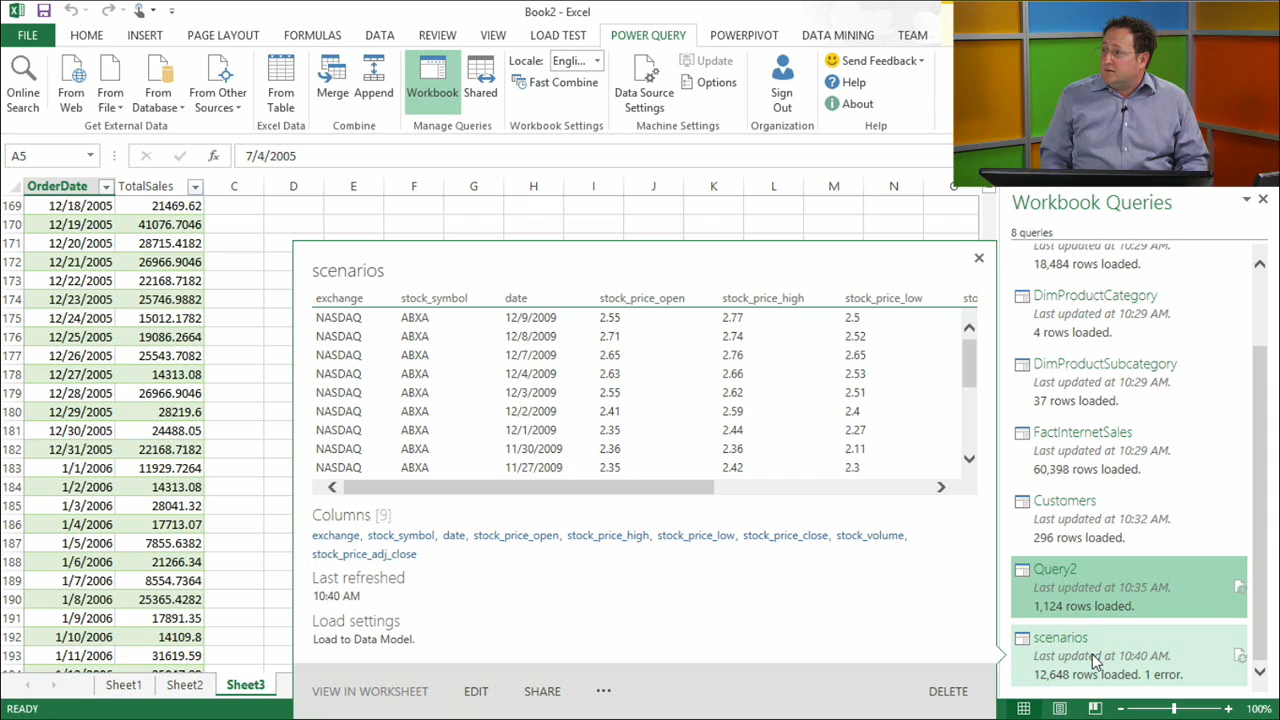 Book2 - Excel
FILE HOME INSERT PAGE LAYOUT FORMULAS DATA REVIEW VIEW LOAD TEST POWER QUERY POWERPIVOT DATA MINING TEAM
Online Search
From Web
From File
From Database
From Other Sources
Get External Data
From Table
Excel Data
Merge
Append
Combine
Workbook
Shared
Manage Queries
Locale: Engli...
Fast Combine
Workbook Settings
Data Source Settings
Update
Options
Machine Settings
Sign Out
Organization
Send Feedback
Help
About
Help
A5 fx 7/4/2005
OrderDate TotalSales C D E F G H I J K L M N
169 12/18/2005 21469.62
170 12/19/2005 41076.7046
171 12/20/2005 28715.4182
172 12/21/2005 26966.9046
173 12/22/2005 22168.7182
174 12/23/2005 25746.9882
175 12/24/2005 15012.1782
176 12/25/2005 19086.2664
177 12/26/2005 25543.7082
178 12/27/2005 14313.08
179 12/28/2005 26966.9046
180 12/29/2005 28219.6
181 12/30/2005 24488.05
182 12/31/2005 22168.7182
183 1/1/2006 11929.7264
184 1/2/2006 14313.08
185 1/3/2006 28041.32
186 1/4/2006 17713.07
187 1/5/2006 7855.6382
188 1/6/2006 21266.34
189 1/7/2006 8554.7364
190 1/8/2006 25365.4282
191 1/9/2006 17891.35
192 1/10/2006 14109.8
193 1/11/2006 31619.59
scenarios
exchange stock_symbol date stock_price_open stock_price_high stock_price_low sto
NASDAQ ABXA 12/9/2009 2.55 2.77 2.5
NASDAQ ABXA 12/8/2009 2.71 2.74 2.52
NASDAQ ABXA 12/7/2009 2.65 2.76 2.65
NASDAQ ABXA 12/4/2009 2.63 2.66 2.53
NASDAQ ABXA 12/3/2009 2.55 2.62 2.51
NASDAQ ABXA 12/2/2009 2.41 2.59 2.4
NASDAQ ABXA 12/1/2009 2.35 2.44 2.27
NASDAQ ABXA 11/30/2009 2.36 2.36 2.11
NASDAQ ABXA 11/27/2009 2.35 2.42 2.3
Columns [9]
exchange, stock_symbol, date, stock_price_open, stock_price_high, stock_price_low, stock_price_close, stock_volume,
stock_price_adj_close
Last refreshed
10:40 AM
Load settings
Load to Data Model.
VIEW IN WORKSHEET EDIT SHARE ••• DELETE
Workbook Queries
8 queries
Last updated at 10:29 AM.
18,484 rows loaded.
DimProductCategory
Last updated at 10:29 AM.
4 rows loaded.
DimProductSubcategory
Last updated at 10:29 AM.
37 rows loaded.
FactInternetSales
Last updated at 10:29 AM.
60,398 rows loaded.
Customers
Last updated at 10:32 AM.
296 rows loaded.
Query2
Last updated at 10:35 AM.
1,124 rows loaded.
scenarios
Last updated at 10:40 AM.
12,648 rows loaded. 1 error.
Sheet1 Sheet2 Sheet3
READY 100%